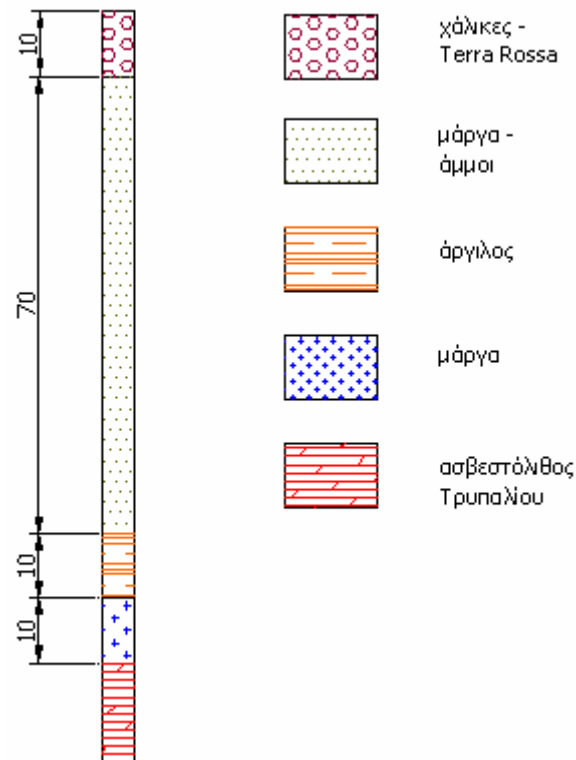 10
70
10
10
χάλικες -
Terra Rossa
μάργα -
άμμοι
άργιλος
μάργα
ασβεστόλιθος
Τρυπαλίου